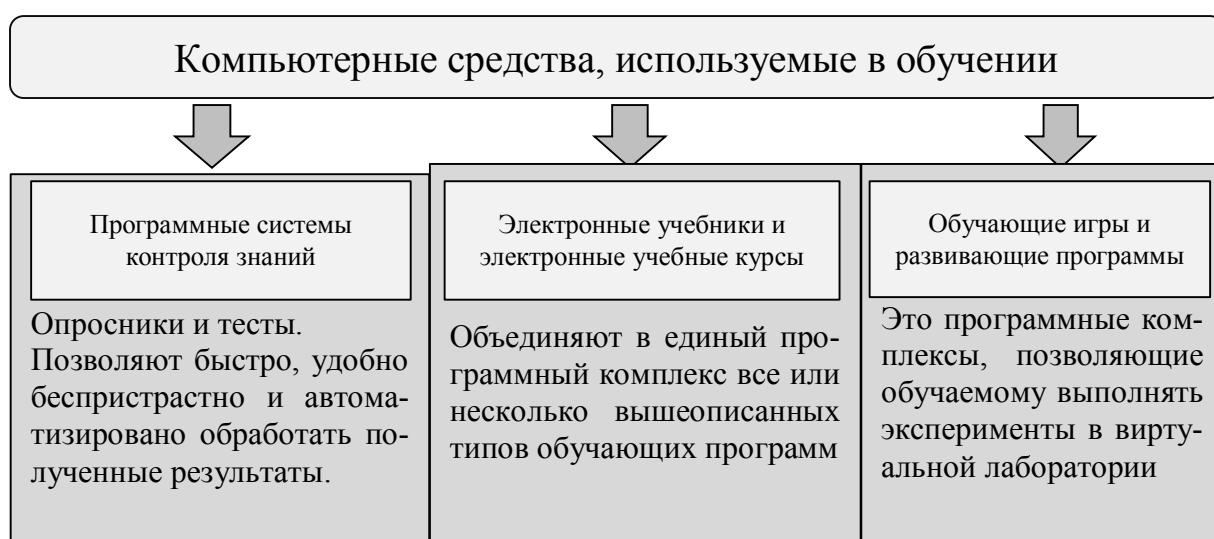 Компьютерные средства, используемые в обучении
Программные системы
контроля знаний
Опросники и тесты.
Позволяют быстро, удобно
беспристрастно и автома-
тизировано обработать по-
лученные результаты.
Электронные учебники и
электронные учебные курсы
Объединяют в единый про-
граммный комплекс все или
несколько вышеописанных
типов обучающих программ
Обучающие игры и
развивающие программы
Это программные ком-
плексы, позволяющие
обучаемому выполнять
эксперименты в вирту-
альной лаборатории